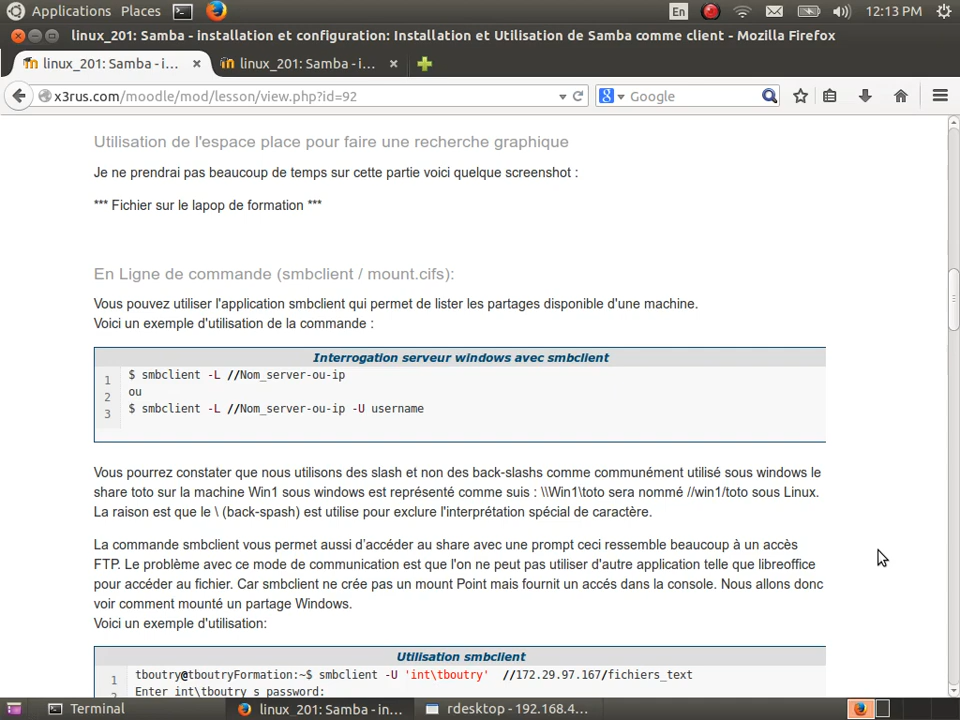 Applications Places En 12:13 PM
linux_201: Samba - installation et configuration: Installation et Utilisation de Samba comme client - Mozilla Firefox
linux_201: Samba - i... linux_201: Samba - i...
x3rus.com/moodle/mod/lesson/view.php?id=92 Google
Utilisation de l'espace place pour faire une recherche graphique
Je ne prendrai pas beaucoup de temps sur cette partie voici quelque screenshot :
*** Fichier sur le lapop de formation ***
En Ligne de commande (smbclient / mount.cifs):
Vous pouvez utiliser l'application smbclient qui permet de lister les partages disponible d'une machine.
Voici un exemple d'utilisation de la commande :
Interrogation serveur windows avec smbclient
1 $ smbclient -L //Nom_server-ou-ip
2 ou
3 $ smbclient -L //Nom_server-ou-ip -U username
Vous pourrez constater que nous utilisons des slash et non des back-slashs comme communément utilisé sous windows le
share toto sur la machine Win1 sous windows est représenté comme suis : \\Win1\toto sera nommé //win1/toto sous Linux.
La raison est que le \ (back-spash) est utilise pour exclure l'interprétation spécial de caractère.
La commande smbclient vous permet aussi d'accéder au share avec une prompt ceci ressemble beaucoup à un accès
FTP. Le problème avec ce mode de communication est que l'on ne peut pas utiliser d'autre application telle que libreoffice
pour accéder au fichier. Car smbclient ne crée pas un mount Point mais fournit un accés dans la console. Nous allons donc
voir comment mounté un partage Windows.
Voici un exemple d'utilisation:
Utilisation smbclient
1 tboutry@tboutryFormation:~$ smbclient -U 'int\tboutry' //172.29.97.167/fichiers_text
2 Enter int\tboutry s password:
Terminal linux_201: Samba - in... rdesktop - 192.168.4...